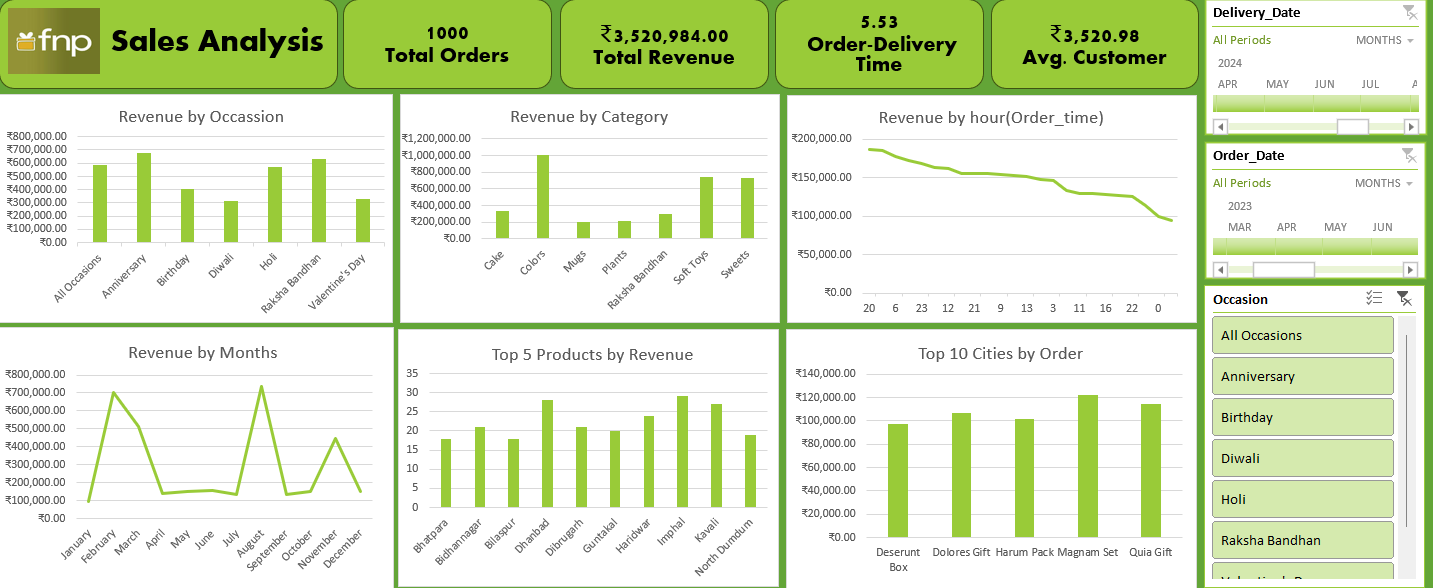 fnp
Sales Analysis
1000
Total Orders
₹3,520,984.00
Total Revenue
5.53
Order-Delivery
Time
₹3,520.98
Avg. Customer
Delivery_Date
All Periods
MONTHS
2024
APR MAY JUN JUL A
Order_Date
All Periods
MONTHS
2023
MAR APR MAY JUN
Occasion
All Occasions
Anniversary
Birthday
Diwali
Holi
Raksha Bandhan
Revenue by Occassion
₹800,000.00
₹700,000.00
₹600,000.00
₹500,000.00
₹400,000.00
₹300,000.00
₹200,000.00
₹100,000.00
₹0.00
All Occasions
Anniversary
Birthday
Diwali
Holi
Raksha Bandhan
Valentine's Day
Revenue by Category
₹1,200,000.00
₹1,000,000.00
₹800,000.00
₹600,000.00
₹400,000.00
₹200,000.00
₹0.00
Cake
Colors
Mugs
Plants
Raksha Bandhan
Soft Toys
Sweets
Revenue by hour(Order_time)
₹200,000.00
₹150,000.00
₹100,000.00
₹50,000.00
₹0.00
20 6 23 12 21 9 13 3 11 16 22 0
Revenue by Months
₹800,000.00
₹700,000.00
₹600,000.00
₹500,000.00
₹400,000.00
₹300,000.00
₹200,000.00
₹100,000.00
₹0.00
January
February
March
April
May
June
July
August
September
October
November
December
Top 5 Products by Revenue
35
30
25
20
15
10
5
0
Bhatpara
Bidhannagar
Bilaspur
Dhanbad
Dibrugarh
Guntakal
Haridwar
Imphal
Kavali
North Dumdum
Top 10 Cities by Order
₹140,000.00
₹120,000.00
₹100,000.00
₹80,000.00
₹60,000.00
₹40,000.00
₹20,000.00
₹0.00
Deserunt
Box
Dolores Gift
Harum Pack
Magnam Set
Quia Gift